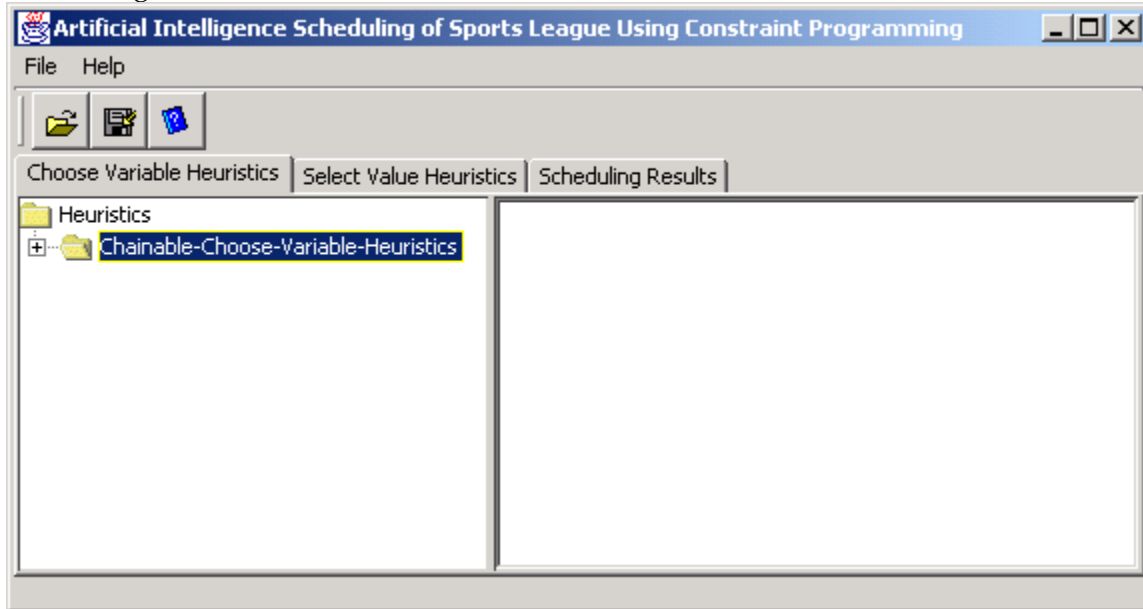 Artificial Intelligence Scheduling of Sports League Using Constraint Programming
File Help
Choose Variable Heuristics Select Value Heuristics Scheduling Results
Heuristics
Chainable-Choose-Variable-Heuristics